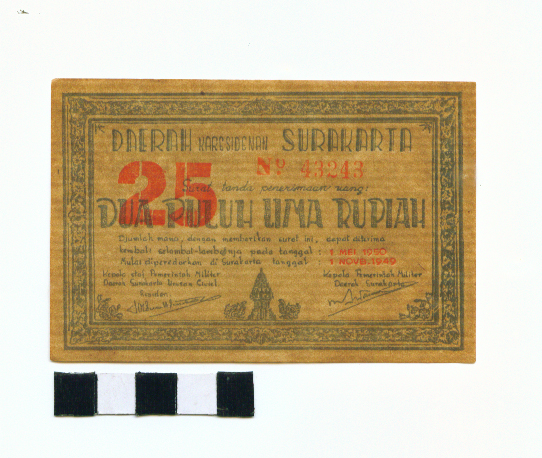 DAERAH KARESIDENAN SURAKARTA
25
No 43243
Surat tanda penerimaan uang:
DUA PULUH LIMA RUPIAH
Djumlah mana, dengan memberikan surat ini, dapat diterima
kembali selambat-lambatnja pada tanggal : 1 MEI 1950
Mulai diperedarkan di Surakarta tanggal : 1 NOVB.1949
Kepala staf Pemerintah Militer
Daerah Surakarta Urusan Civiel
Residen
Kepala Pemerintah Militer
Daerah Surakarta